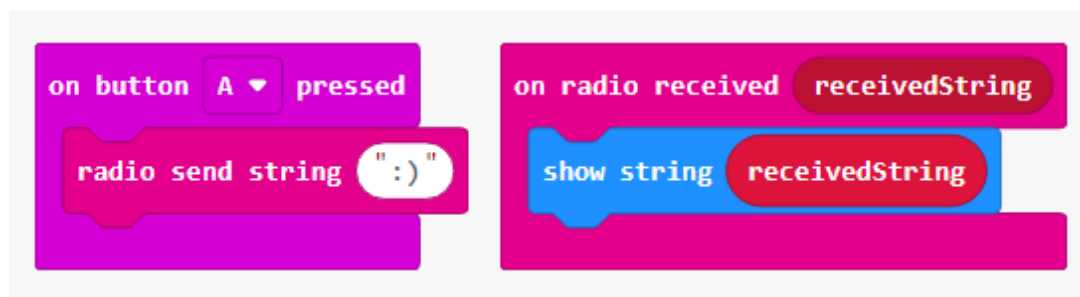 on button A pressed
radio send string ":)"
on radio received receivedString
show string receivedString